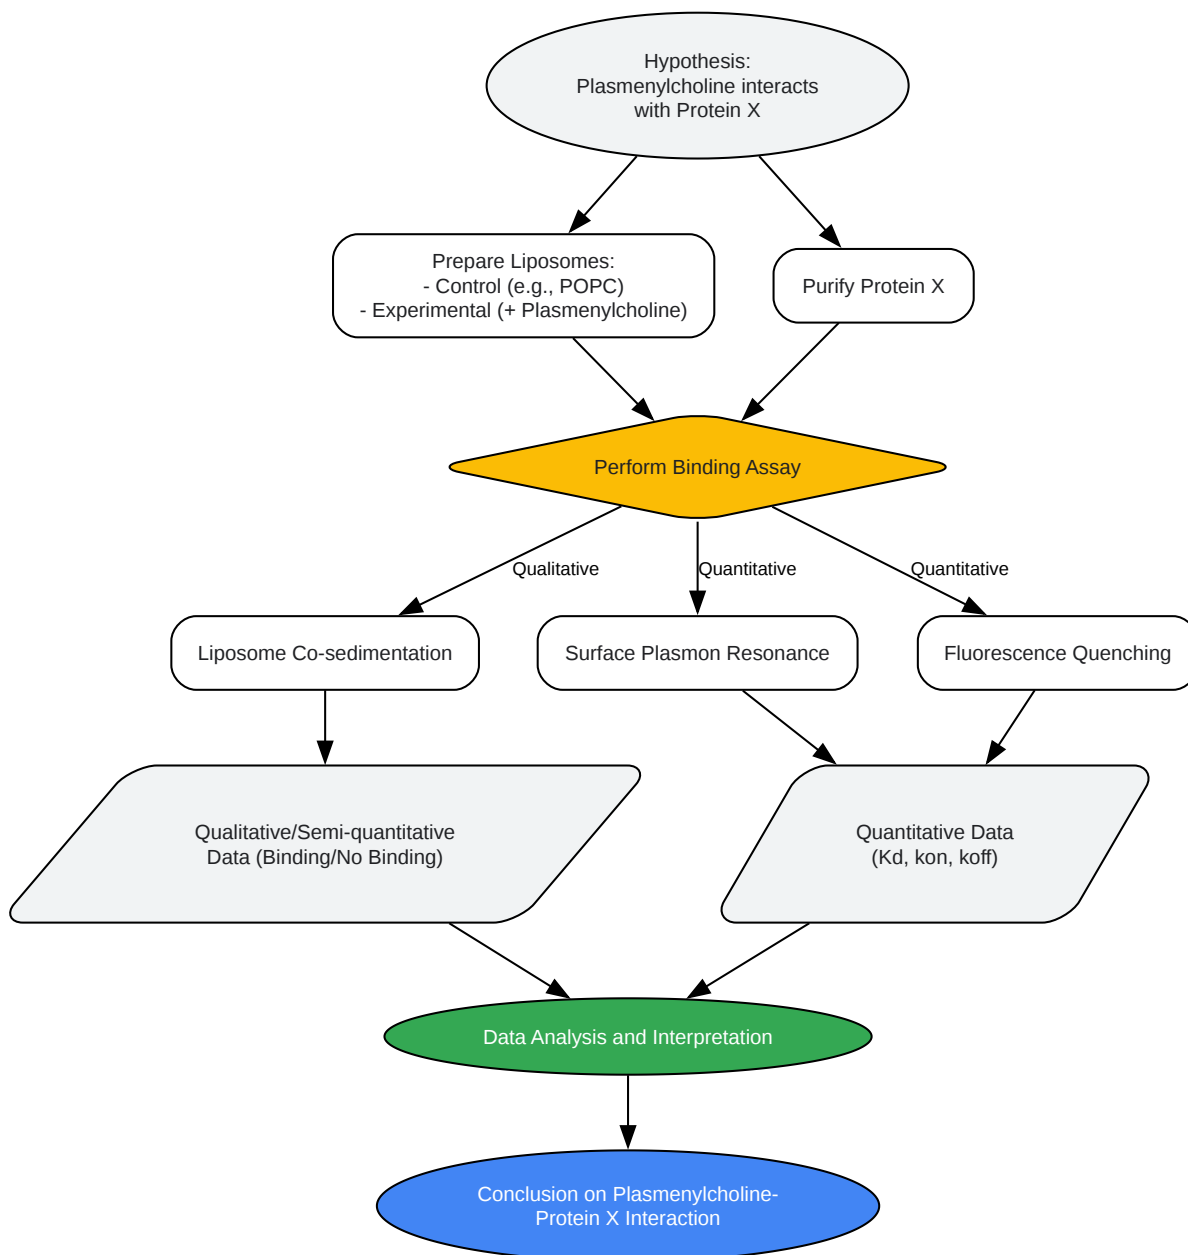 Hypothesis:
Plasmenylcholine interacts
with Protein X
Prepare Liposomes:
- Control (e.g., POPC)
- Experimental (+ Plasmenylcholine)
Purify Protein X
Perform Binding Assay
Qualitative
Quantitative
Quantitative
Liposome Co-sedimentation
Surface Plasmon Resonance
Fluorescence Quenching
Qualitative/Semi-quantitative
Data (Binding/No Binding)
Quantitative Data
(Kd, kon, koff)
Data Analysis and Interpretation
Conclusion on Plasmenylcholine-
Protein X Interaction